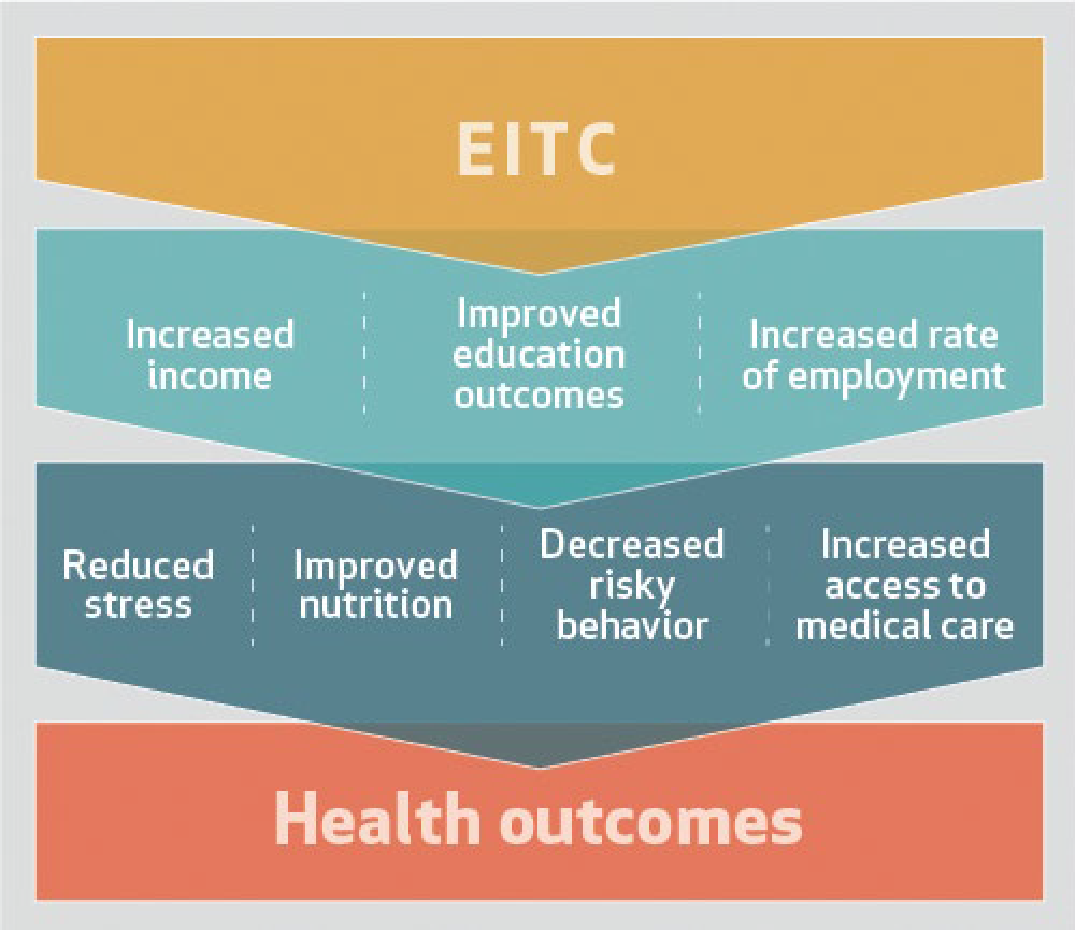 EITC
Increased
income
Improved
education
outcomes
Increased rate
of employment
Reduced
stress
Improved
nutrition
Decreased
risky
behavior
Increased
access to
medical care
Health outcomes